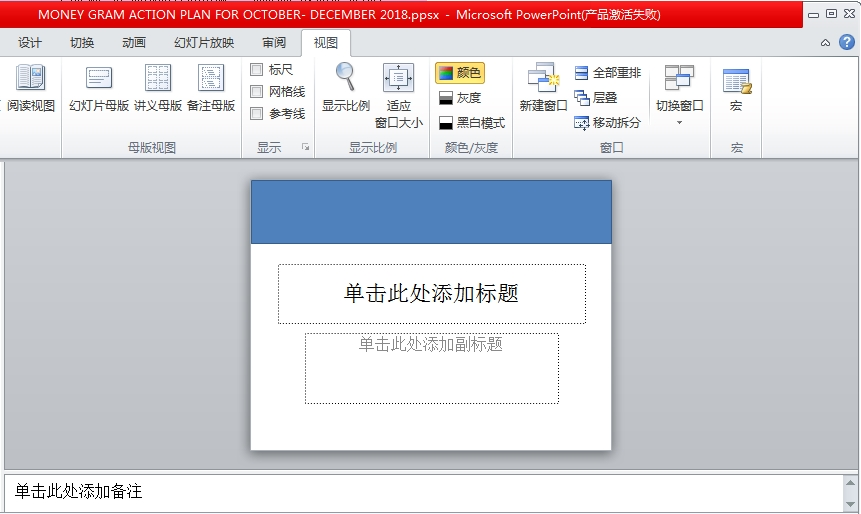 MONEY GRAM ACTION PLAN FOR OCTOBER- DECEMBER 2018.ppsx - Microsoft PowerPoint(产品激活失败)
设计 切换 动画 幻灯片放映 审阅 视图
阅读视图 幻灯片母版 讲义母版 备注母版
母版视图
标尺
网格线
参考线
显示
显示比例 适应
窗口大小
显示比例
颜色
灰度
黑白模式
颜色/灰度
新建窗口
全部重排
层叠
移动拆分
切换窗口
窗口
宏
宏
单击此处添加标题
单击此处添加副标题
单击此处添加备注